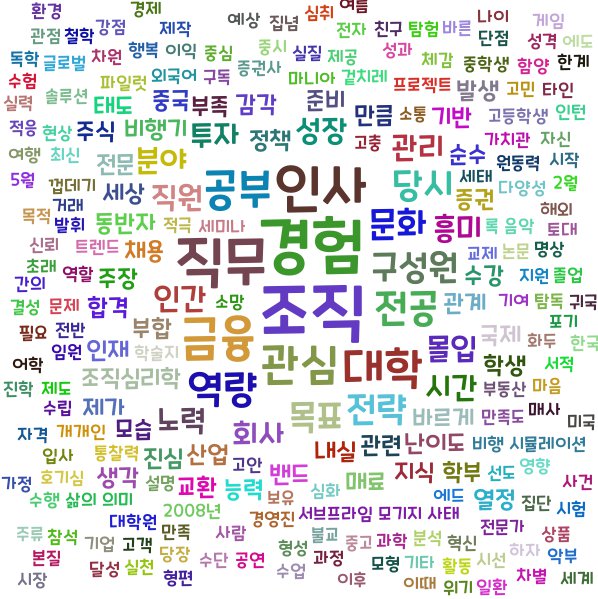 환경 경제 예상 집념 심취 여름
관점 철학 강점 제작 전자 친구 탐험 바른 나이 게임
독학 글로벌 차원 행복 이익 중심 중시 실질 제공 성과 체감 단점 성격 에도
수험 파일럿 외국어 구독 증권사 마니아 겉치레 프로젝트 중학생 함양 한계
실력 솔루션 태도 중국 부족 감각 준비 만큼 소통 기반 발생 고민 타인
적응 현상 주식 비행기 투자 정책 성장 고충 관리 순수 고등학생 인턴
여행 최신 전문 분야 인사 당시 세태 가치관 자신
5월 껍데기 세상 직원 공부 증권 원동력 시작
목적 거래 다양성 2월
발휘 동반자 적극 세미나 경험 문화 흥미 록 음악 해외
신뢰 트렌드 채용 직무 구성원 교제 논문 명상 토대
초래 역할 주장 소망 수강 지원 졸업
간의 인간 조직 전공 관계 기여 탐독 귀국
결성 문제 합격 부합 금융 국제 포기
필요 전반 몰입 화두 한국
임원 인재 학술지 관심 대학 학생 서적
어학 조직심리학 역량 시간 부동산 마음
진학 제도 제가 목표 전략 만족도 매사
수립 모습 노력 바르게 미국
자격 개개인 회사 내실 관련 난이도 비행 시뮬레이션
입사 통찰력 진심 산업 고안 밴드 매료 지식 학부 선도 영향
가정 호기심 생각 설명 교환 능력 보유 심화 에드 열정 집단 사건
수행 삶의 의미 2008년 경영진 서브프라임 모기지 사태 시험
주류 참석 대학원 만족 사람 형성 불교 중고 과학 분석 혁신 전문가 상품
본질 기업 고객 당장 수단 공연 과정 모형 기타 활동 시선 하자 악부
시장 달성 실천 형편 수업 이후 이때 위기 일환 차별 세계